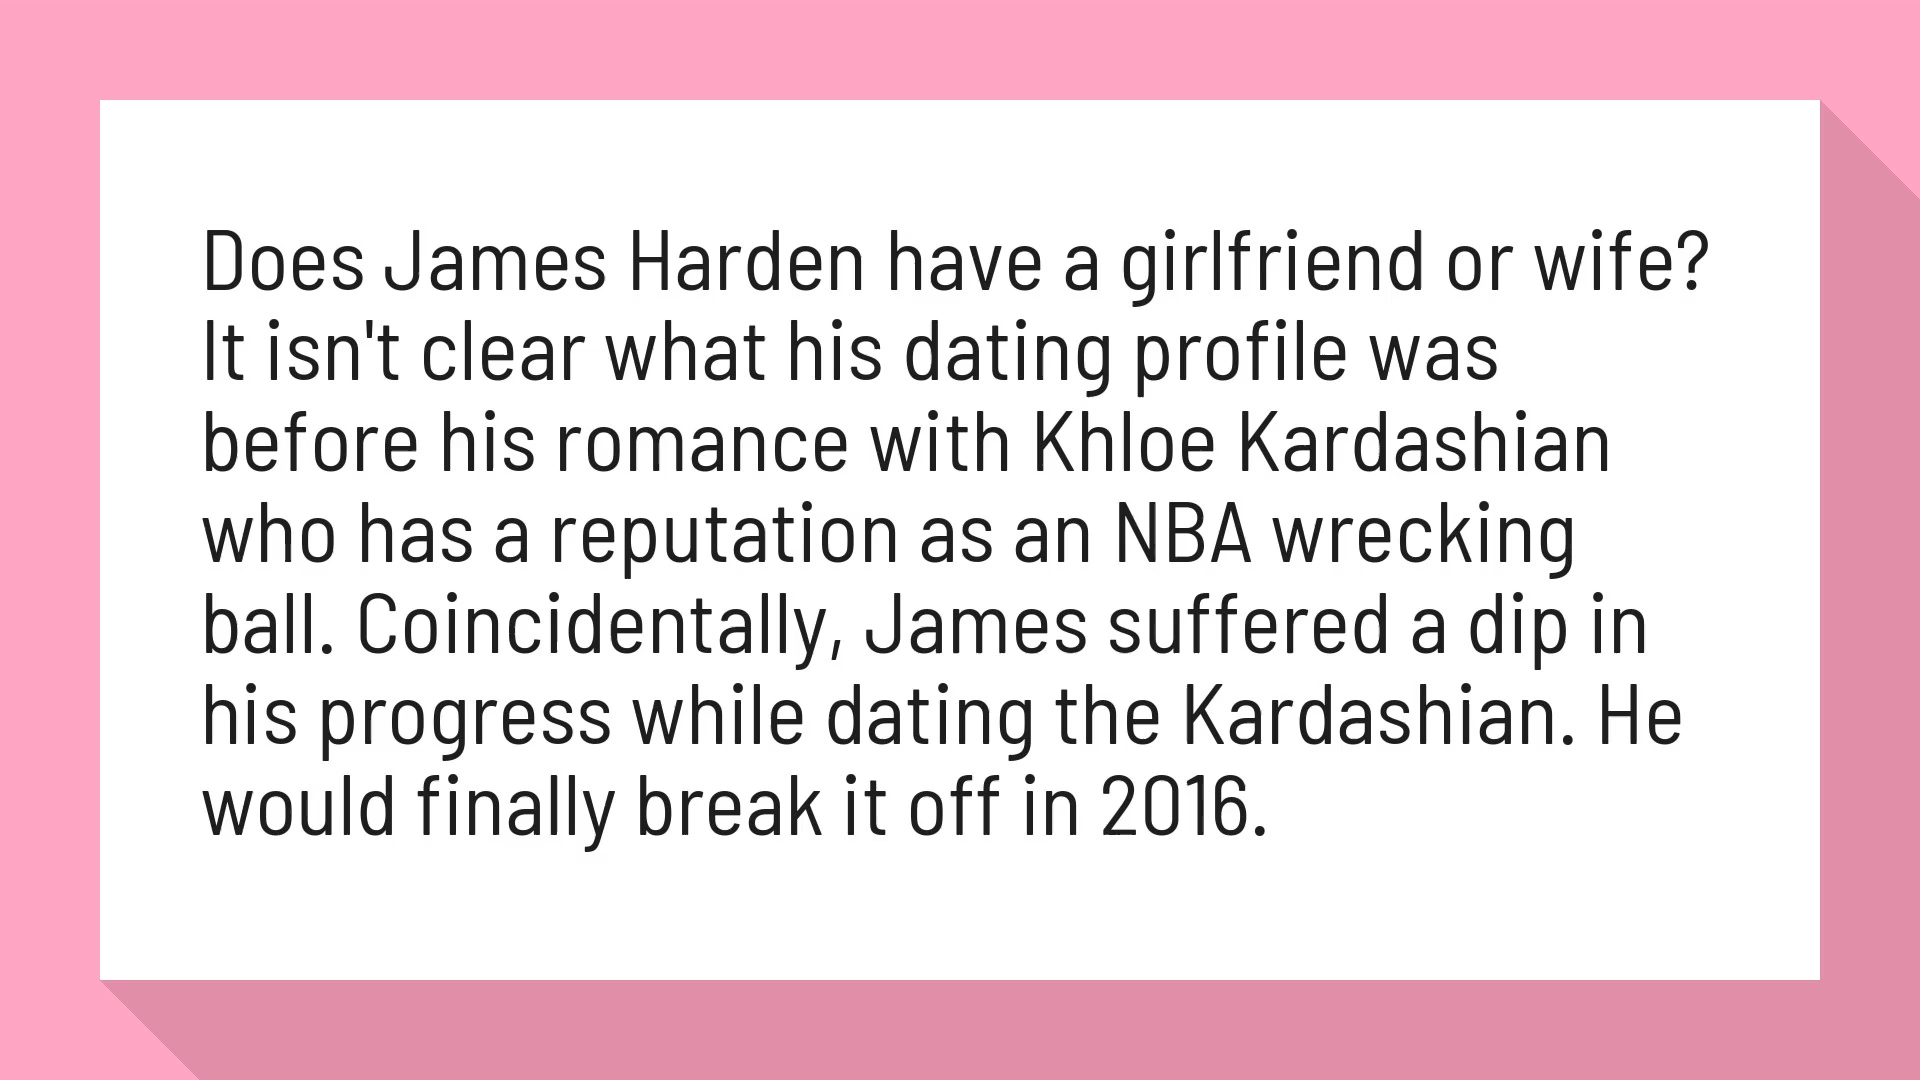 Does James Harden have a girlfriend or wife?
It isn't clear what his dating profile was
before his romance with Khloe Kardashian
who has a reputation as an NBA wrecking
ball. Coincidentally, James suffered a dip in
his progress while dating the Kardashian. He
would finally break it off in 2016.